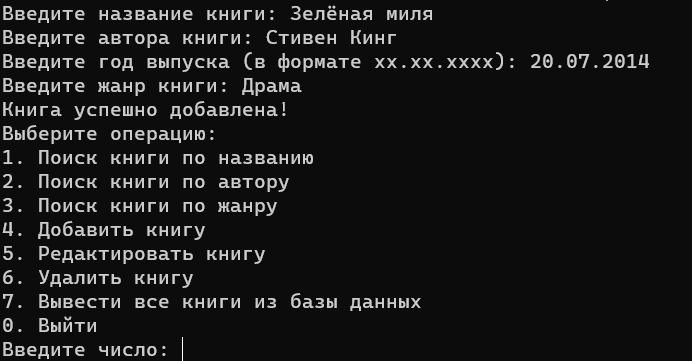 Введите название книги: Зелёная миля
Введите автора книги: Стивен Кинг
Введите год выпуска (в формате xx.xx.xxxx): 20.07.2014
Введите жанр книги: Драма
Книга успешно добавлена!
Выберите операцию:
1. Поиск книги по названию
2. Поиск книги по автору
3. Поиск книги по жанру
4. Добавить книгу
5. Редактировать книгу
6. Удалить книгу
7. Вывести все книги из базы данных
0. Выйти
Введите число: